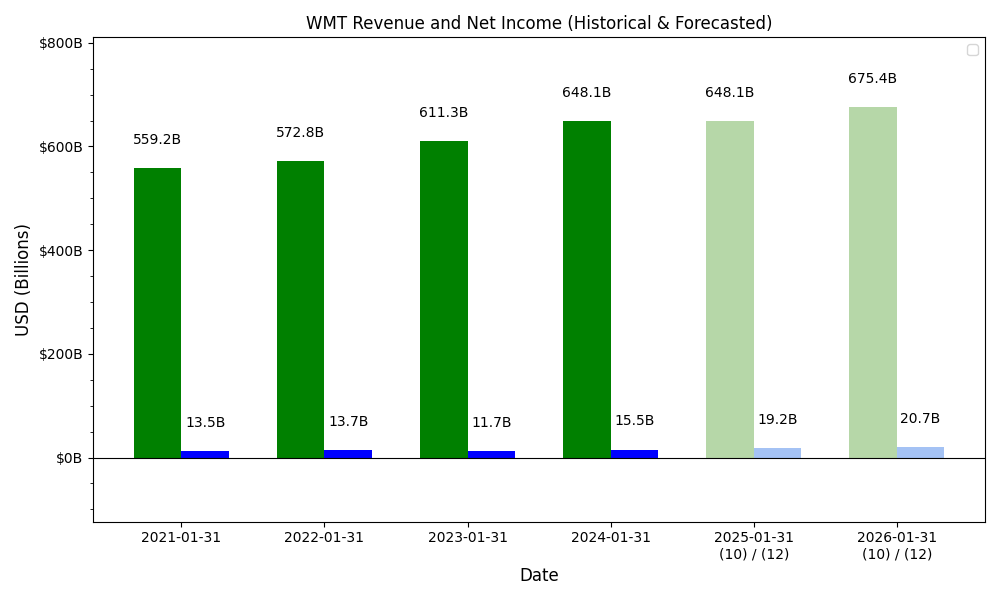 WMT Revenue and Net Income (Historical & Forecasted)
$800B
$600B
$400B
$200B
$0B
USD (Billions)
559.2B
13.5B
572.8B
13.7B
611.3B
11.7B
648.1B
15.5B
648.1B
19.2B
675.4B
20.7B
2021-01-31
2022-01-31
2023-01-31
2024-01-31
2025-01-31
(10) / (12)
2026-01-31
(10) / (12)
Date